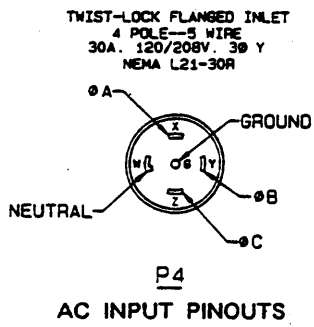 TWIST-LOCK FLANGED INLET
4 POLE--5 WIRE
30A. 120/208V. 3Ø Y
NEMA L21-30R
ØA
X
GROUND
W
G
Y
Z
ØB
NEUTRAL
ØC
P4
AC INPUT PINOUTS